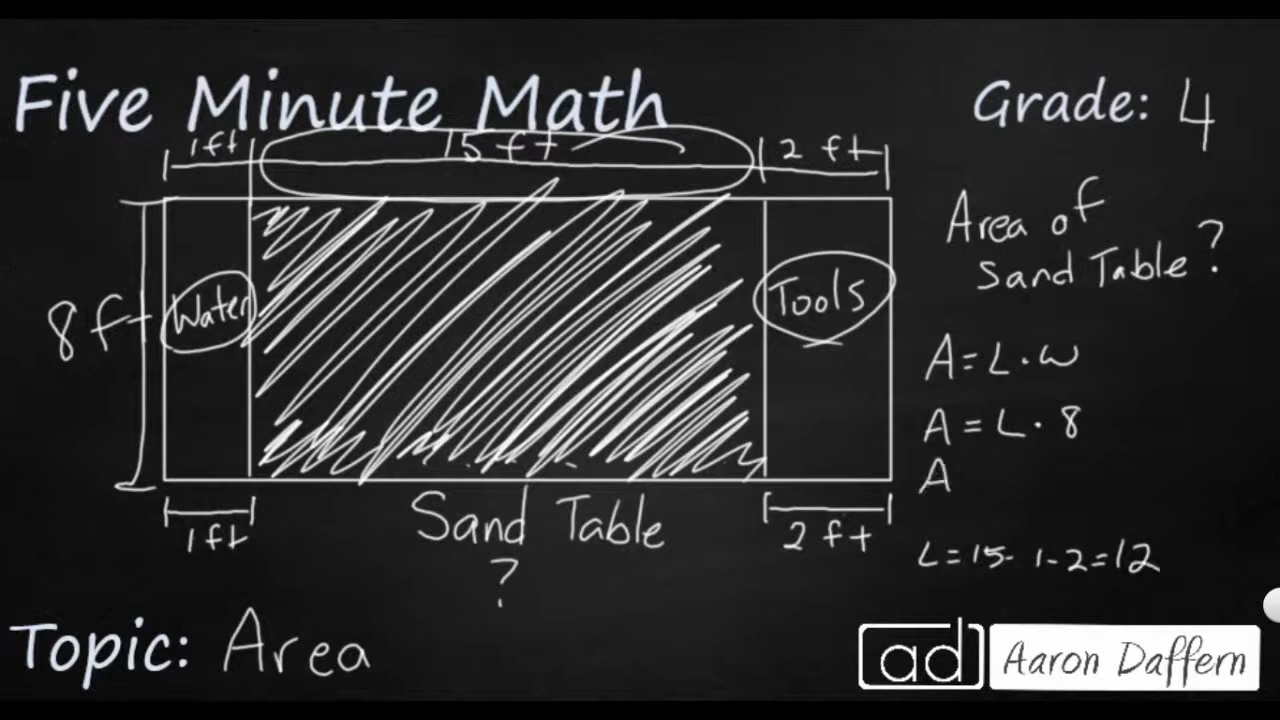 Five Minute Math
Grade: 4
1ft 15 ft 2 ft
Area of
Sand Table?
8 ft
Water
Tools
A = L · w
A = L · 8
A
1ft
Sand Table
2 ft
?
L = 15 - 1 - 2 = 12
Topic: Area
ad Aaron Daffern